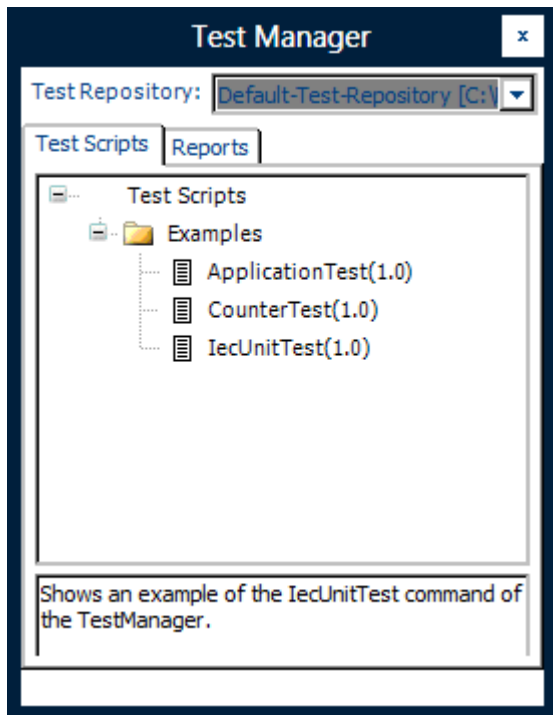 Test Manager
x
Test Repository: Default-Test-Repository [C:\
Test Scripts Reports
Test Scripts
Examples
ApplicationTest(1.0)
CounterTest(1.0)
IecUnitTest(1.0)
Shows an example of the IecUnitTest command of
the TestManager.